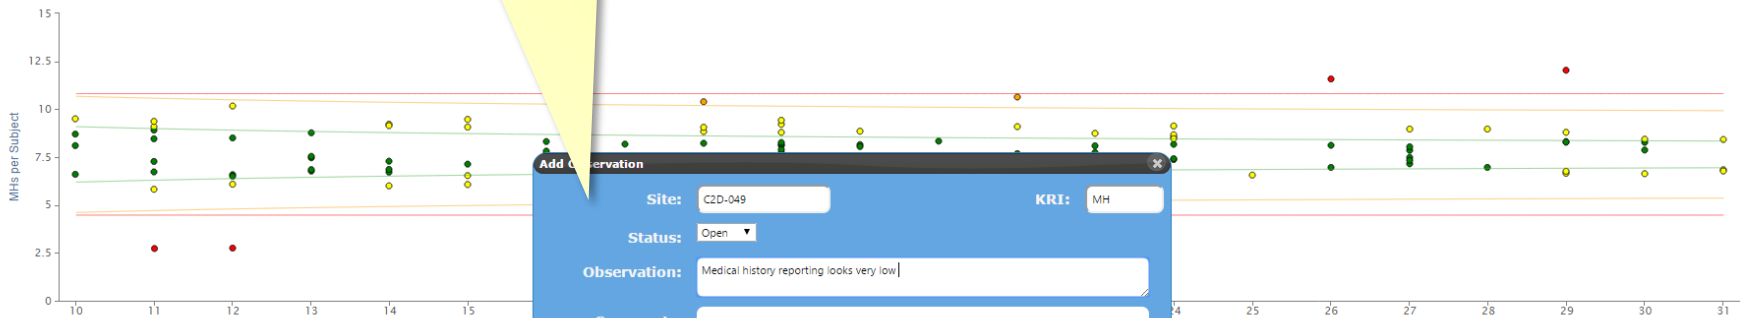 15
12.5
10
7.5
5
2.5
0
MHs per Subject
Add Observation
Site: C2D-049 KRI: MH
Status: Open
Observation: Medical history reporting looks very low
10 11 12 13 14 15 24 25 26 27 28 29 30 31